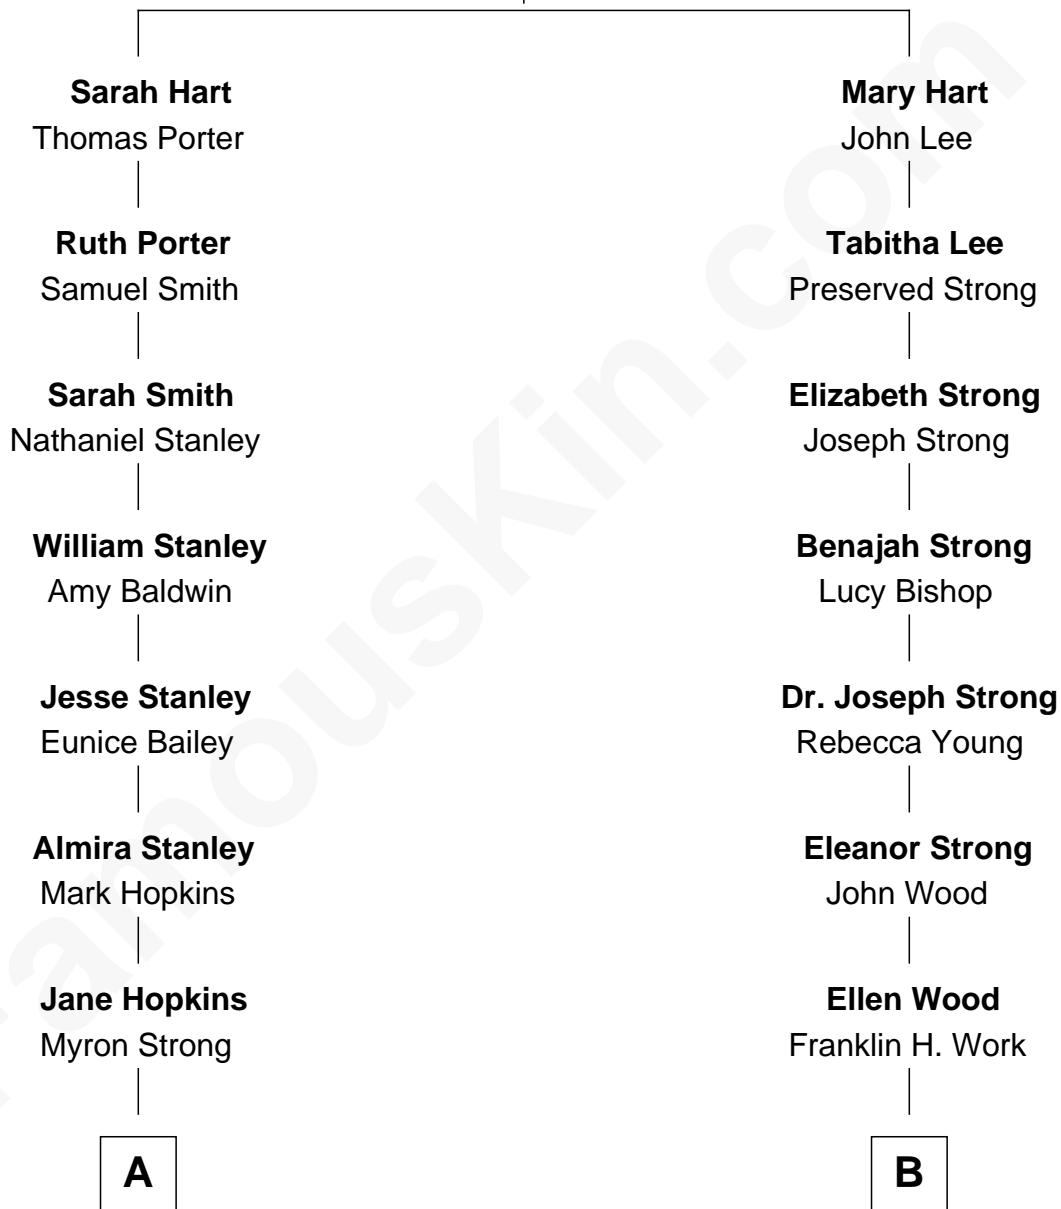 Sarah Hart
Thomas Porter
Ruth Porter
Samuel Smith
Sarah Smith
Nathaniel Stanley
William Stanley
Amy Baldwin
Jesse Stanley
Eunice Bailey
Almira Stanley
Mark Hopkins
Jane Hopkins
Myron Strong
A
Mary Hart
John Lee
Tabitha Lee
Preserved Strong
Elizabeth Strong
Joseph Strong
Benajah Strong
Lucy Bishop
Dr. Joseph Strong
Rebecca Young
Eleanor Strong
John Wood
Ellen Wood
Franklin H. Work
B
FamousKin.com